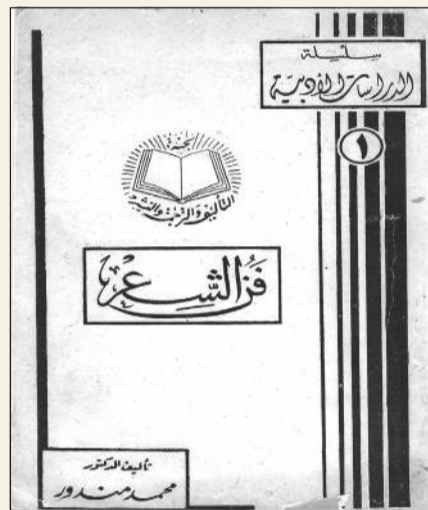 سلسلة
الدراسات الأدبية
١
لجنة
التأليف والترجمة والنشر
فن الشعر
تأليف الدكتور
محمد مندور